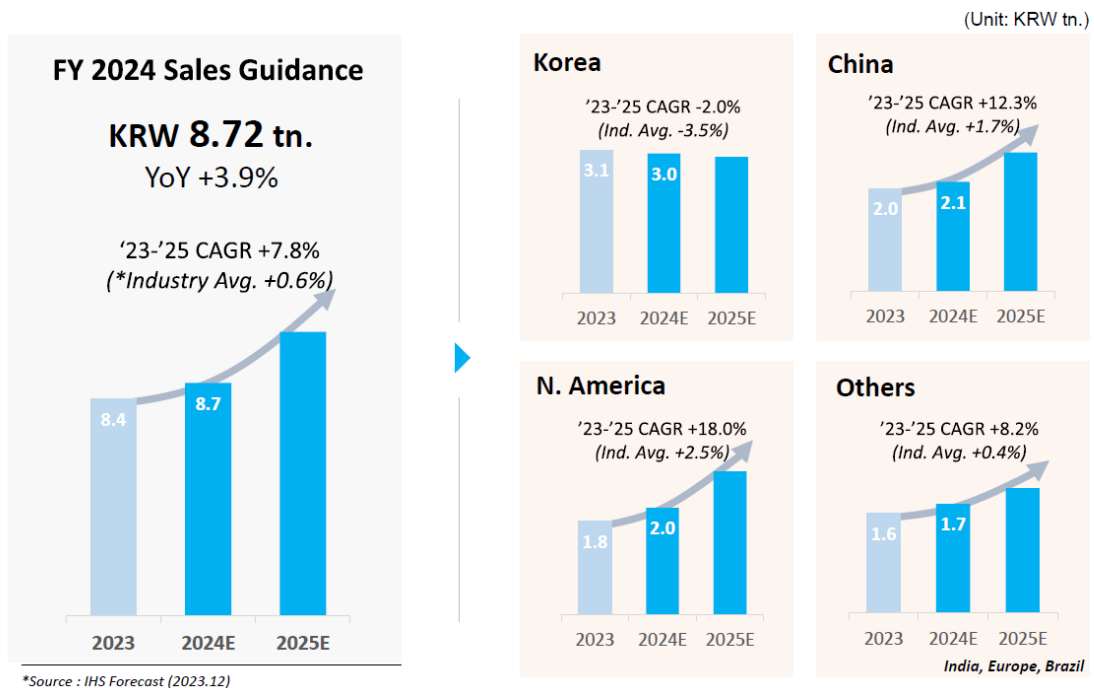 (Unit: KRW tn.)
FY 2024 Sales Guidance
KRW 8.72 tn.
YoY +3.9%
‘23-’25 CAGR +7.8%
(*Industry Avg. +0.6%)
8.4
8.7
2023 2024E 2025E
*Source : IHS Forecast (2023.12)
Korea
’23-’25 CAGR -2.0%
(Ind. Avg. -3.5%)
3.1
3.0
2023 2024E 2025E
China
’23-’25 CAGR +12.3%
(Ind. Avg. +1.7%)
2.0
2.1
2023 2024E 2025E
N. America
’23-’25 CAGR +18.0%
(Ind. Avg. +2.5%)
1.8
2.0
2023 2024E 2025E
Others
’23-’25 CAGR +8.2%
(Ind. Avg. +0.4%)
1.6
1.7
2023 2024E 2025E
India, Europe, Brazil